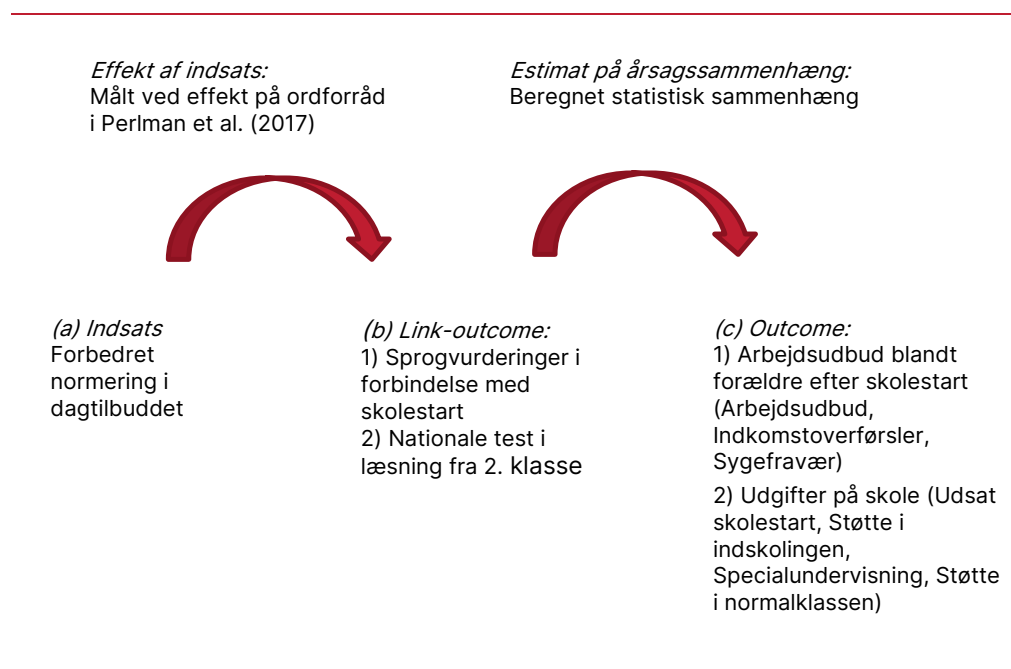 Effekt af indsats:
Målt ved effekt på ordforråd
i Perlman et al. (2017)
Estimat på årsagssammenhæng:
Beregnet statistisk sammenhæng
(a) Indsats
Forbedret
normering i
dagtilbuddet
(b) Link-outcome:
1) Sprogvurderinger i
forbindelse med
skolestart
2) Nationale test i
læsning fra 2. klasse
(c) Outcome:
1) Arbejdsudbud blandt
forældre efter skolestart
(Arbejdsudbud,
Indkomstoverførsler,
Sygefravær)
2) Udgifter på skole (Udsat
skolestart, Støtte i
indskolingen,
Specialundervisning, Støtte
i normalklassen)